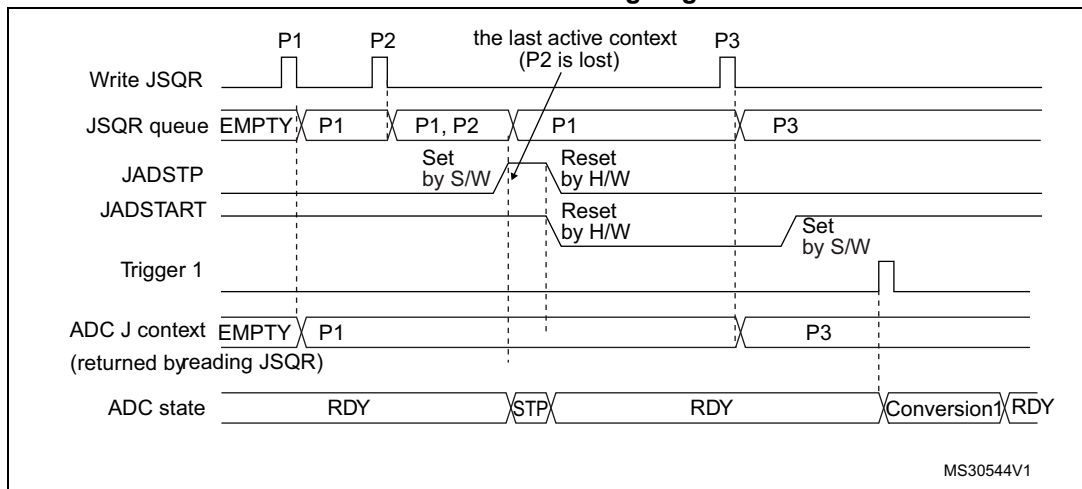 P1 P2 the last active context P3
(P2 is lost)
Write JSQR
JSQR queue EMPTY P1 P1, P2 P1 P3
Set Reset
JADSTP by S/W by H/W
JADSTART Reset Set
by H/W by S/W
Trigger 1
ADC J context EMPTY P1 P3
(returned byreading JSQR)
ADC state RDY STP RDY Conversion1 RDY
MS30544V1